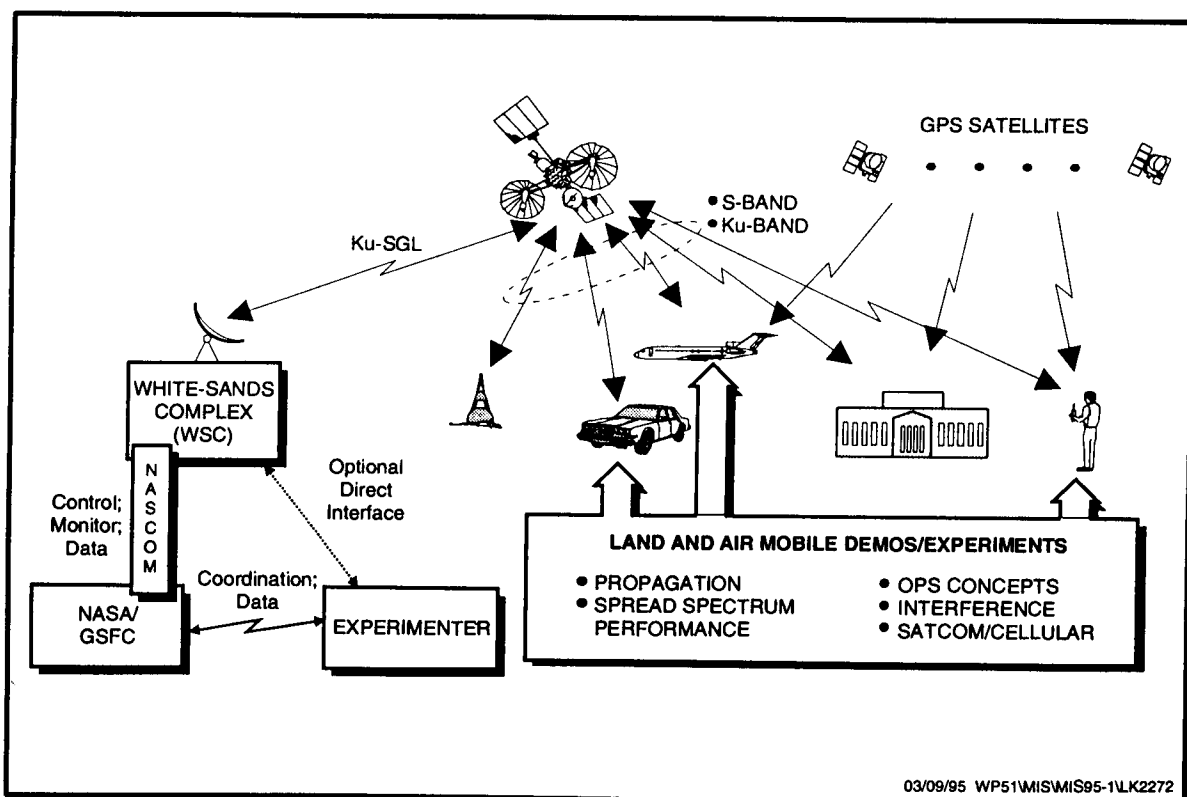 GPS SATELLITES
• S-BAND
• Ku-BAND
Ku-SGL
WHITE-SANDS
COMPLEX
(WSC)
NASCOM
Control;
Monitor;
Data
Optional
Direct
Interface
Coordination;
Data
NASA/
GSFC
EXPERIMENTER
LAND AND AIR MOBILE DEMOS/EXPERIMENTS
• PROPAGATION
• SPREAD SPECTRUM
PERFORMANCE
• OPS CONCEPTS
• INTERFERENCE
• SATCOM/CELLULAR
03/09/95 WP51\MIS\MIS95-1\LK2272